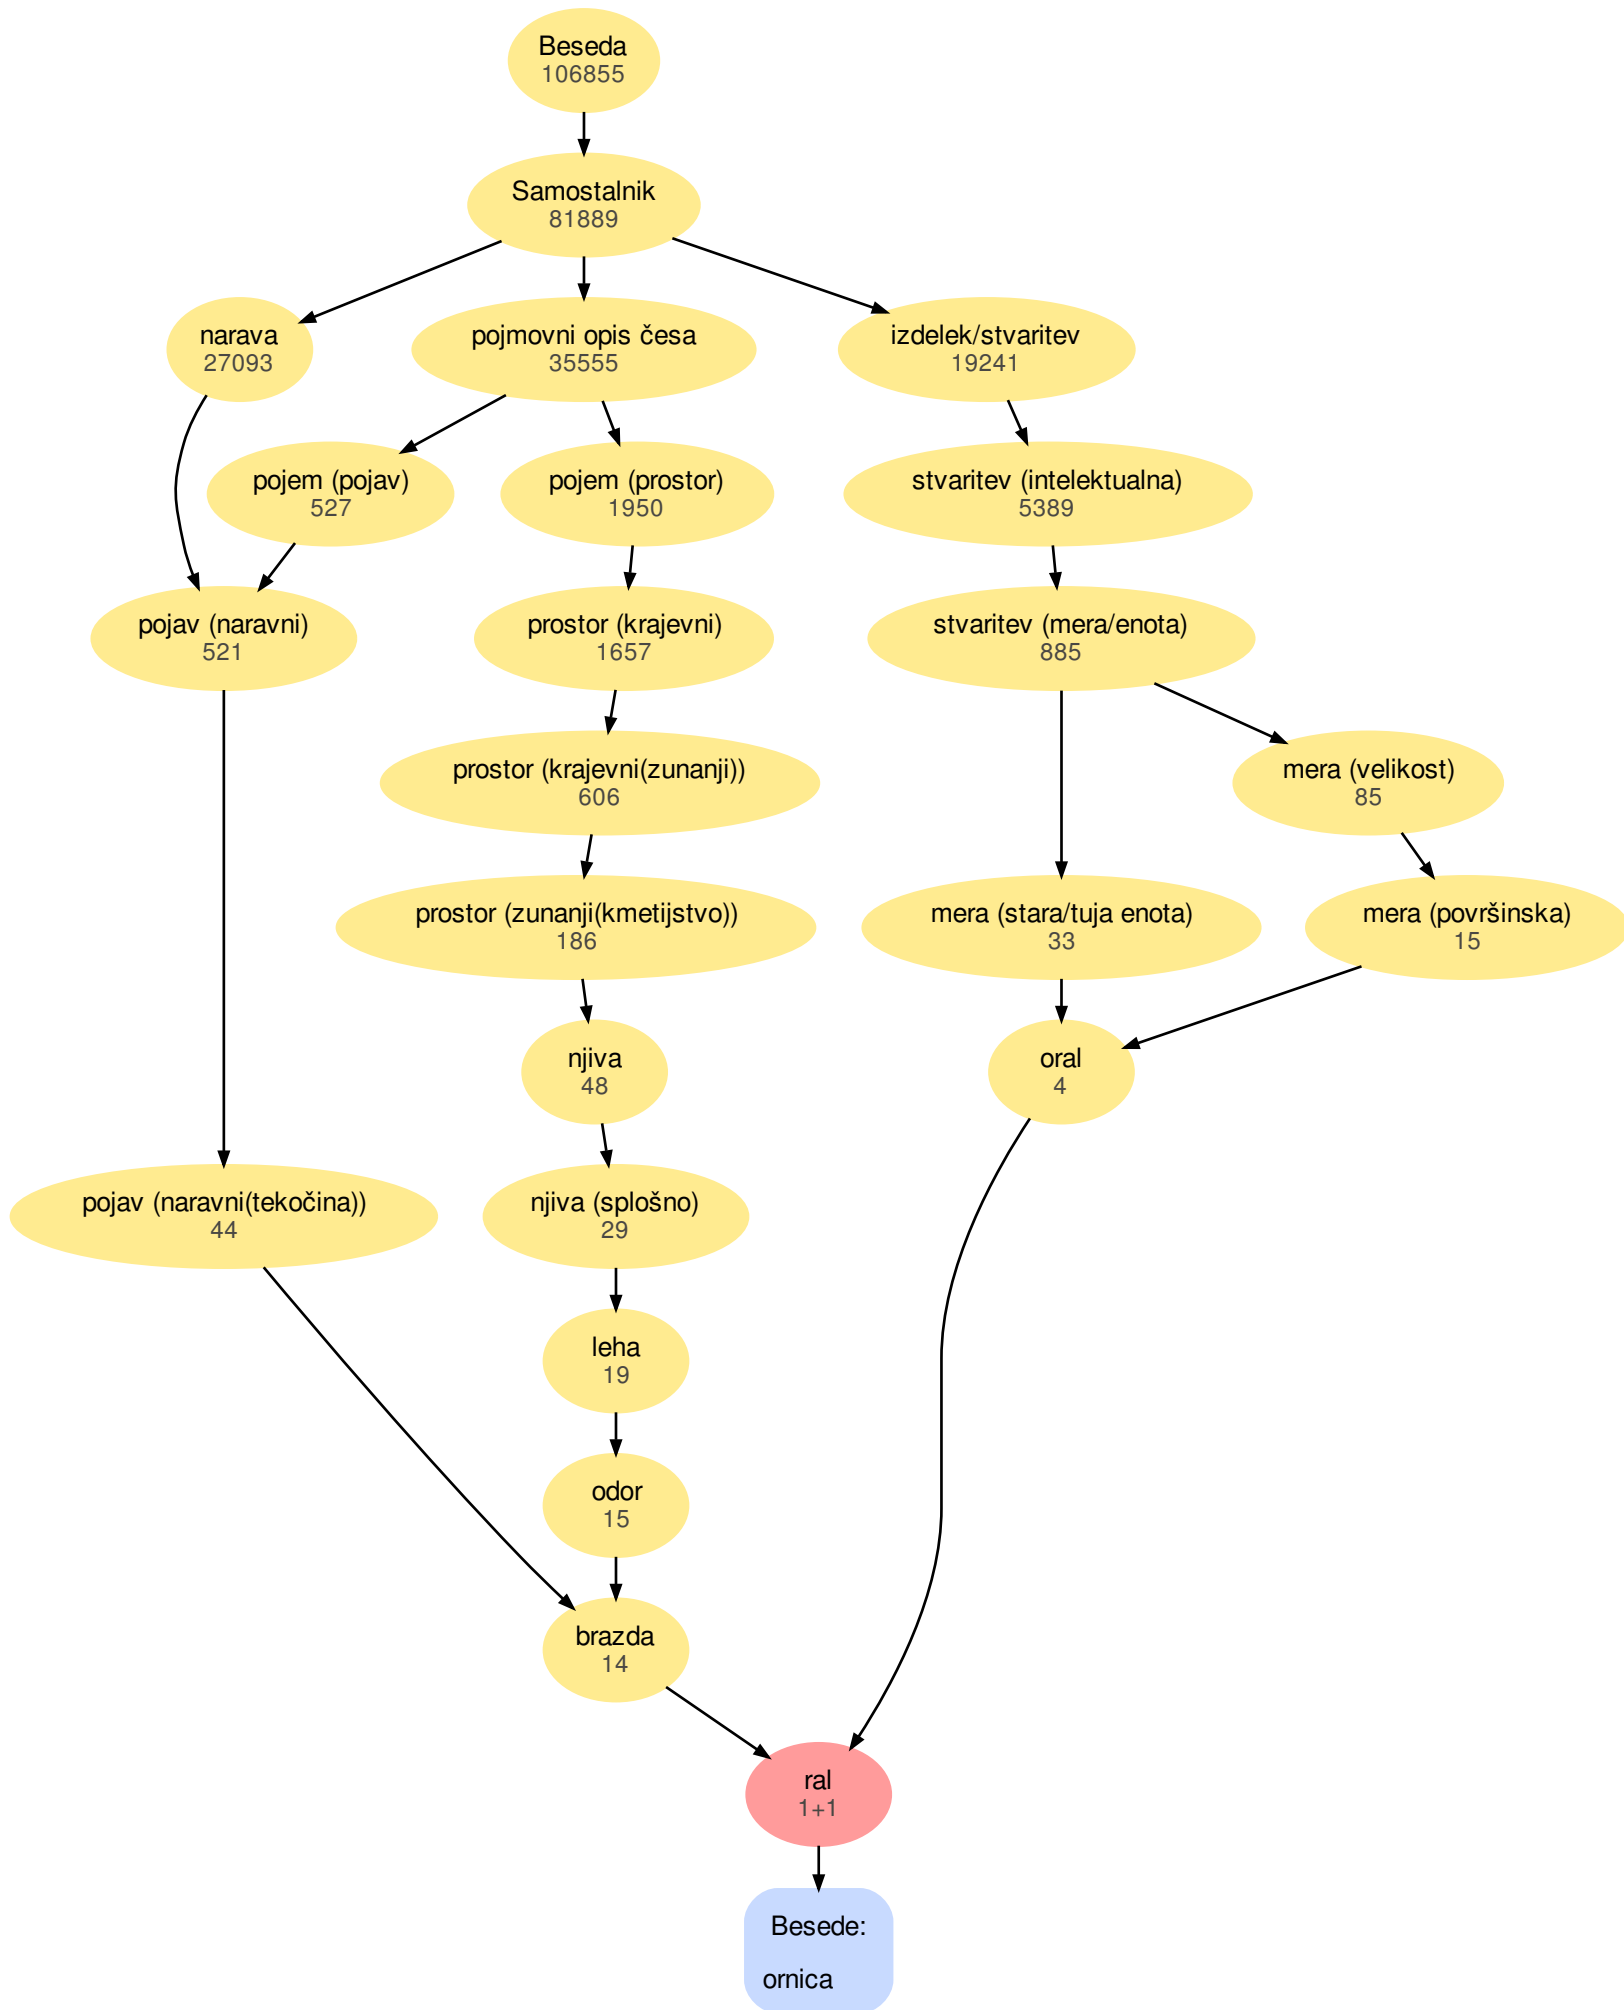 Beseda
106855
Samostalnik
81889
narava
27093
pojmovni opis česa
35555
izdelek/stvaritev
19241
pojem (pojav)
527
pojem (prostor)
1950
stvaritev (intelektualna)
5389
pojav (naravni)
521
prostor (krajevni)
1657
stvaritev (mera/enota)
885
prostor (krajevni(zunanji))
606
mera (velikost)
85
prostor (zunanji(kmetijstvo))
186
mera (stara/tuja enota)
33
mera (površinska)
15
njiva
48
oral
4
pojav (naravni(tekočina))
44
njiva (splošno)
29
leha
19
odor
15
brazda
14
ral
1+1
Besede:
ornica